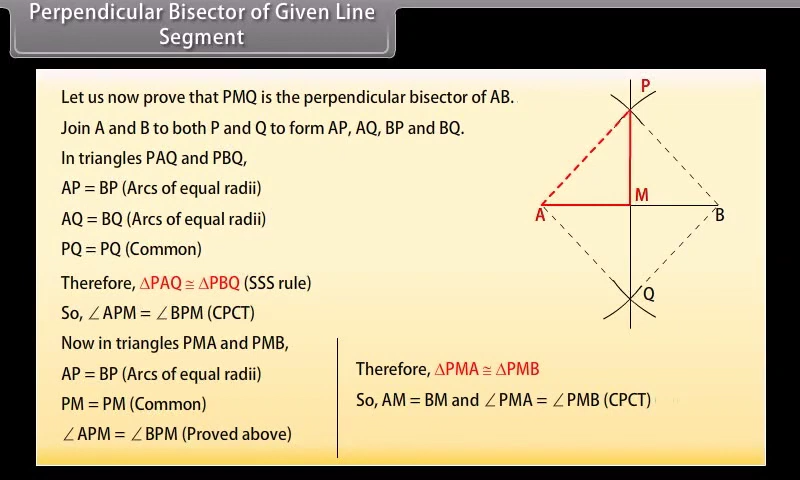 Perpendicular Bisector of Given Line
Segment
Let us now prove that PMQ is the perpendicular bisector of AB.
Join A and B to both P and Q to form AP, AQ, BP and BQ.
In triangles PAQ and PBQ,
AP = BP (Arcs of equal radii)
AQ = BQ (Arcs of equal radii)
PQ = PQ (Common)
Therefore, ΔPAQ ≅ ΔPBQ (SSS rule)
So, ∠APM = ∠BPM (CPCT)
Now in triangles PMA and PMB,
AP = BP (Arcs of equal radii)
PM = PM (Common)
∠APM = ∠BPM (Proved above)
Therefore, ΔPMA ≅ ΔPMB
So, AM = BM and ∠PMA = ∠PMB (CPCT)
P
M
A
B
Q